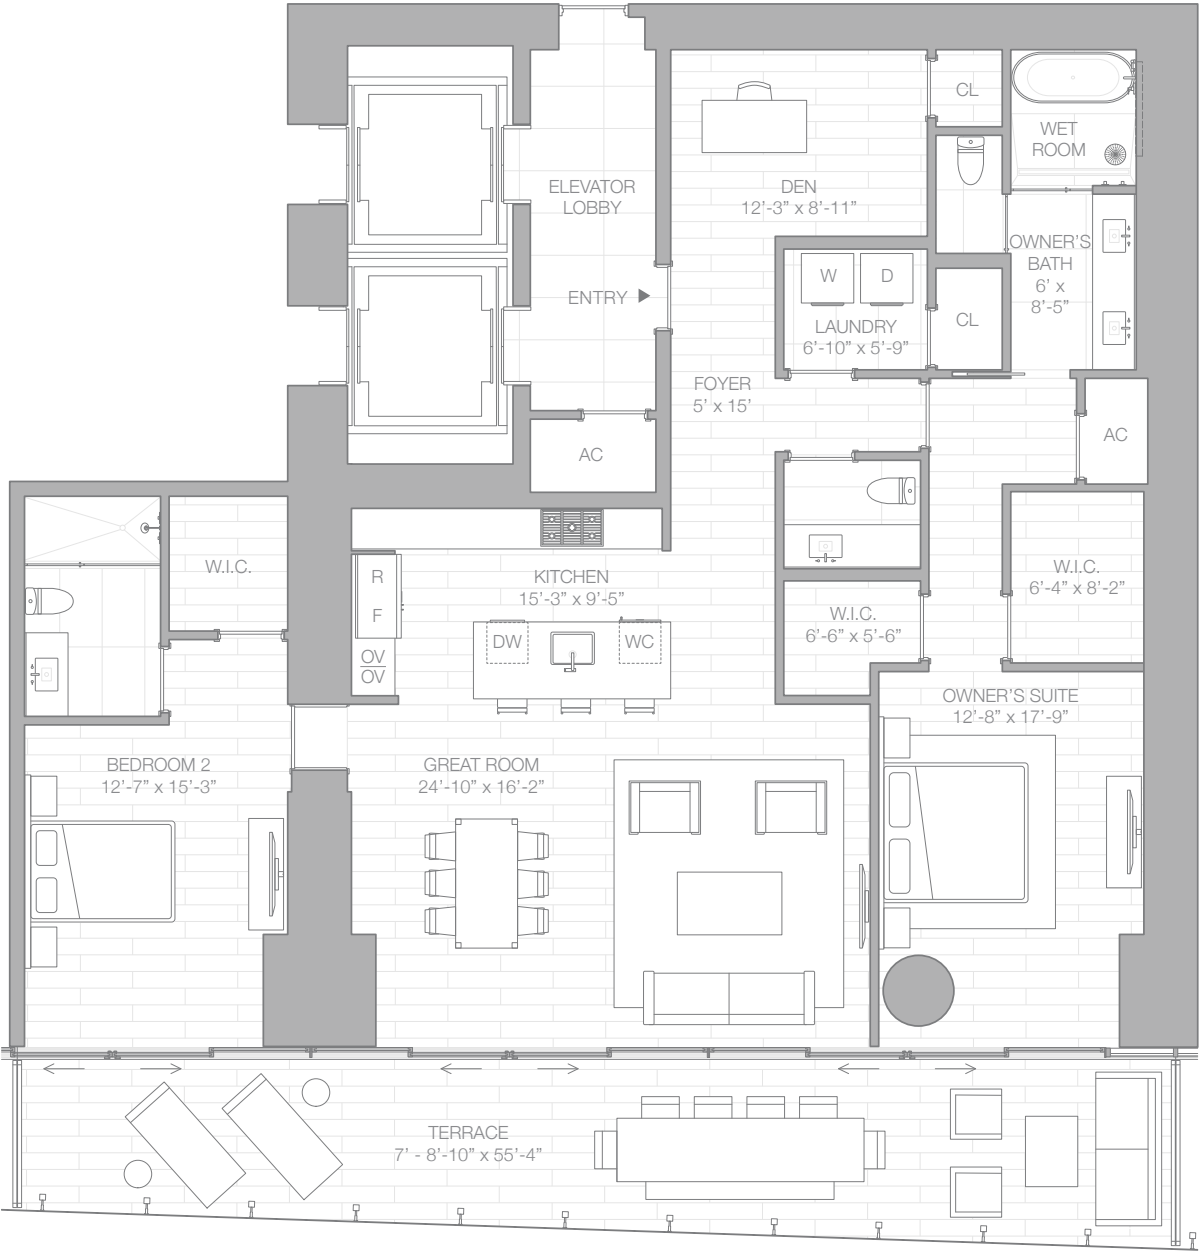 CL
WET
ROOM
ELEVATOR
LOBBY
DEN
12'-3" x 8'-11"
OWNER'S
BATH
6' x
8'-5"
ENTRY
W
D
LAUNDRY
6'-10" x 5'-9"
CL
FOYER
5' x 15'
AC
AC
W.I.C.
R
F
KITCHEN
15'-3" x 9'-5"
W.I.C.
6'-4" x 8'-2"
W.I.C.
6'-6" x 5'-6"
DW
WC
OV
OV
OWNER'S SUITE
12'-8" x 17'-9"
BEDROOM 2
12'-7" x 15'-3"
GREAT ROOM
24'-10" x 16'-2"
TERRACE
7' - 8'-10" x 55'-4"